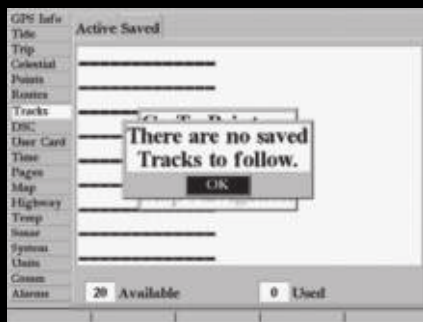 GPS Info
Tide
Trip
Celestial
Points
Routes
Tracks
DSC
User Card
Time
Pages
Map
Highway
Temp
Sonar
System
Units
Comm
Alarms
Active Saved
There are no saved
Tracks to follow.
OK
20 Available
0 Used